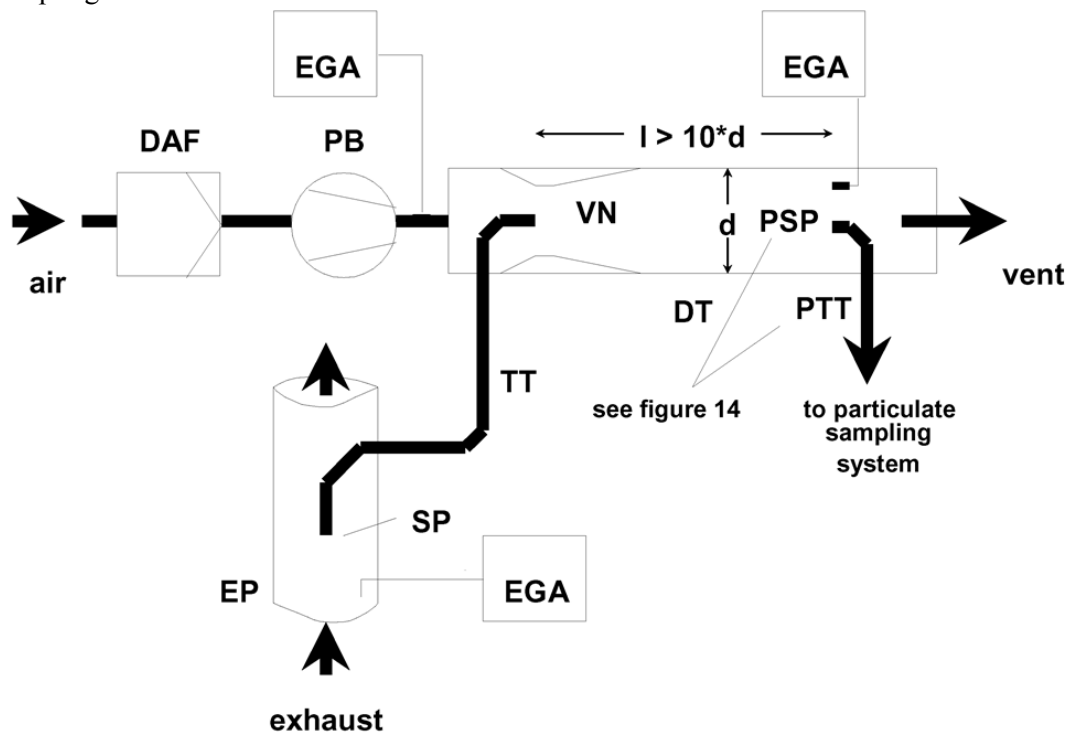 EGA
EGA
DAF
PB
l > 10*d
VN
d
PSP
air
vent
DT
PTT
TT
see figure 14
to particulate
sampling
system
SP
EP
EGA
exhaust